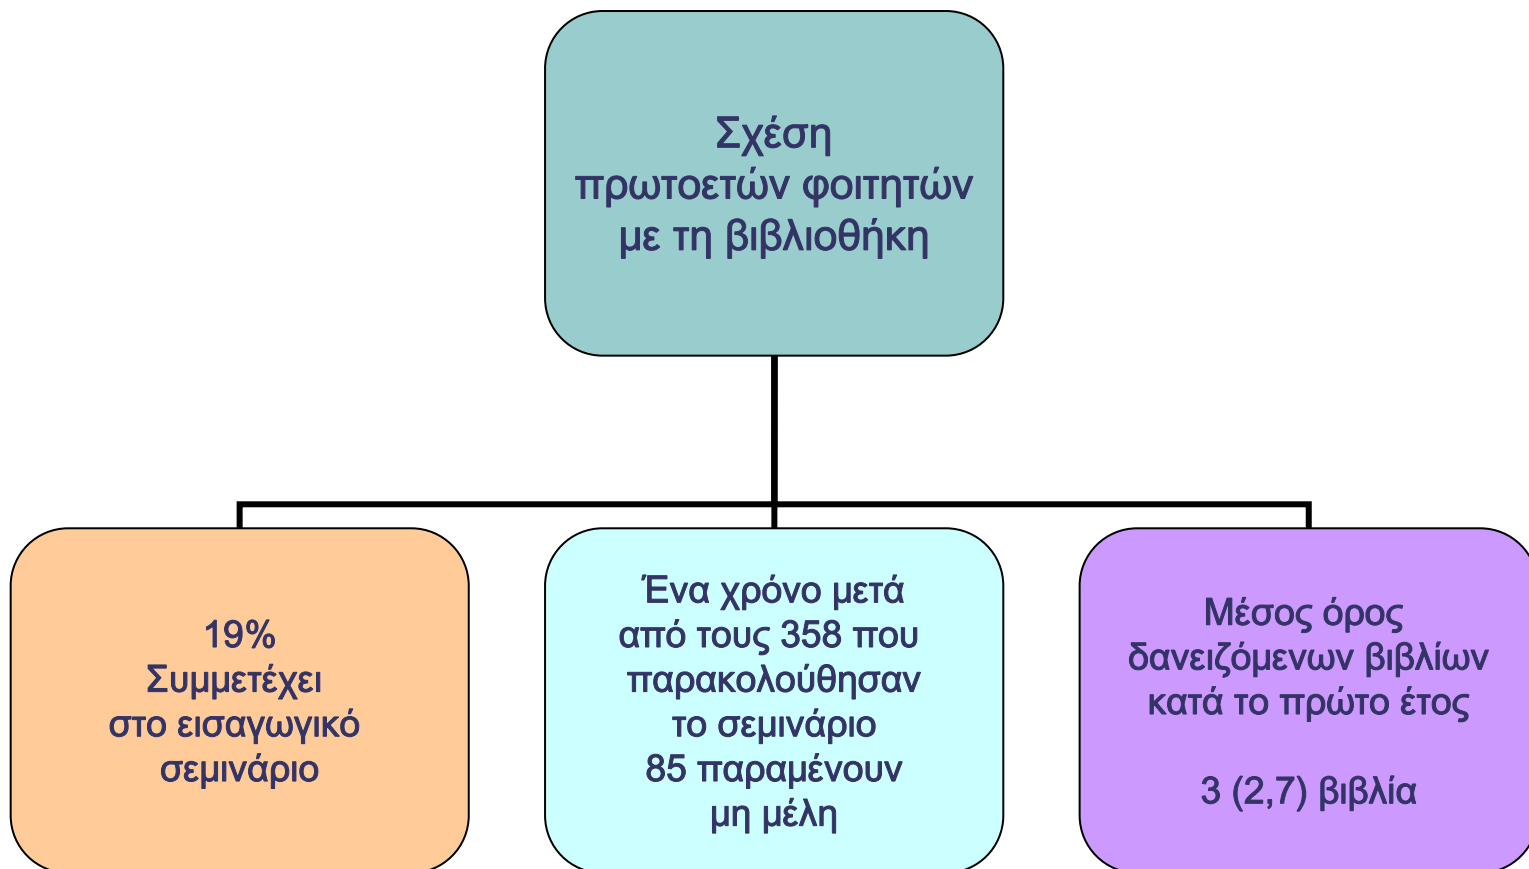 Σχέση
πρωτοετών φοιτητών
με τη βιβλιοθήκη
19%
Συμμετέχει
στο εισαγωγικό
σεμινάριο
Ένα χρόνο μετά
από τους 358 που
παρακολούθησαν
το σεμινάριο
85 παραμένουν
μη μέλη
Μέσος όρος
δανειζόμενων βιβλίων
κατά το πρώτο έτος
3 (2,7) βιβλία